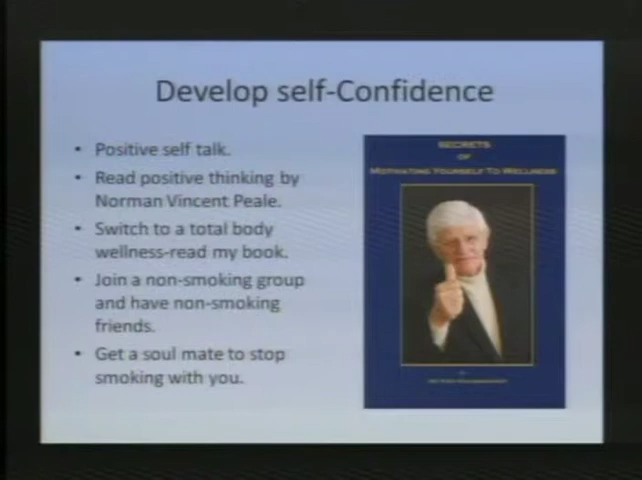 Develop self-Confidence
• Positive self talk.
• Read positive thinking by
Norman Vincent Peale.
• Switch to a total body
wellness-read my book.
• Join a non-smoking group
and have non-smoking
friends.
• Get a soul mate to stop
smoking with you.
SECRETS
OF
MOTIVATING YOURSELF TO WELLNESS